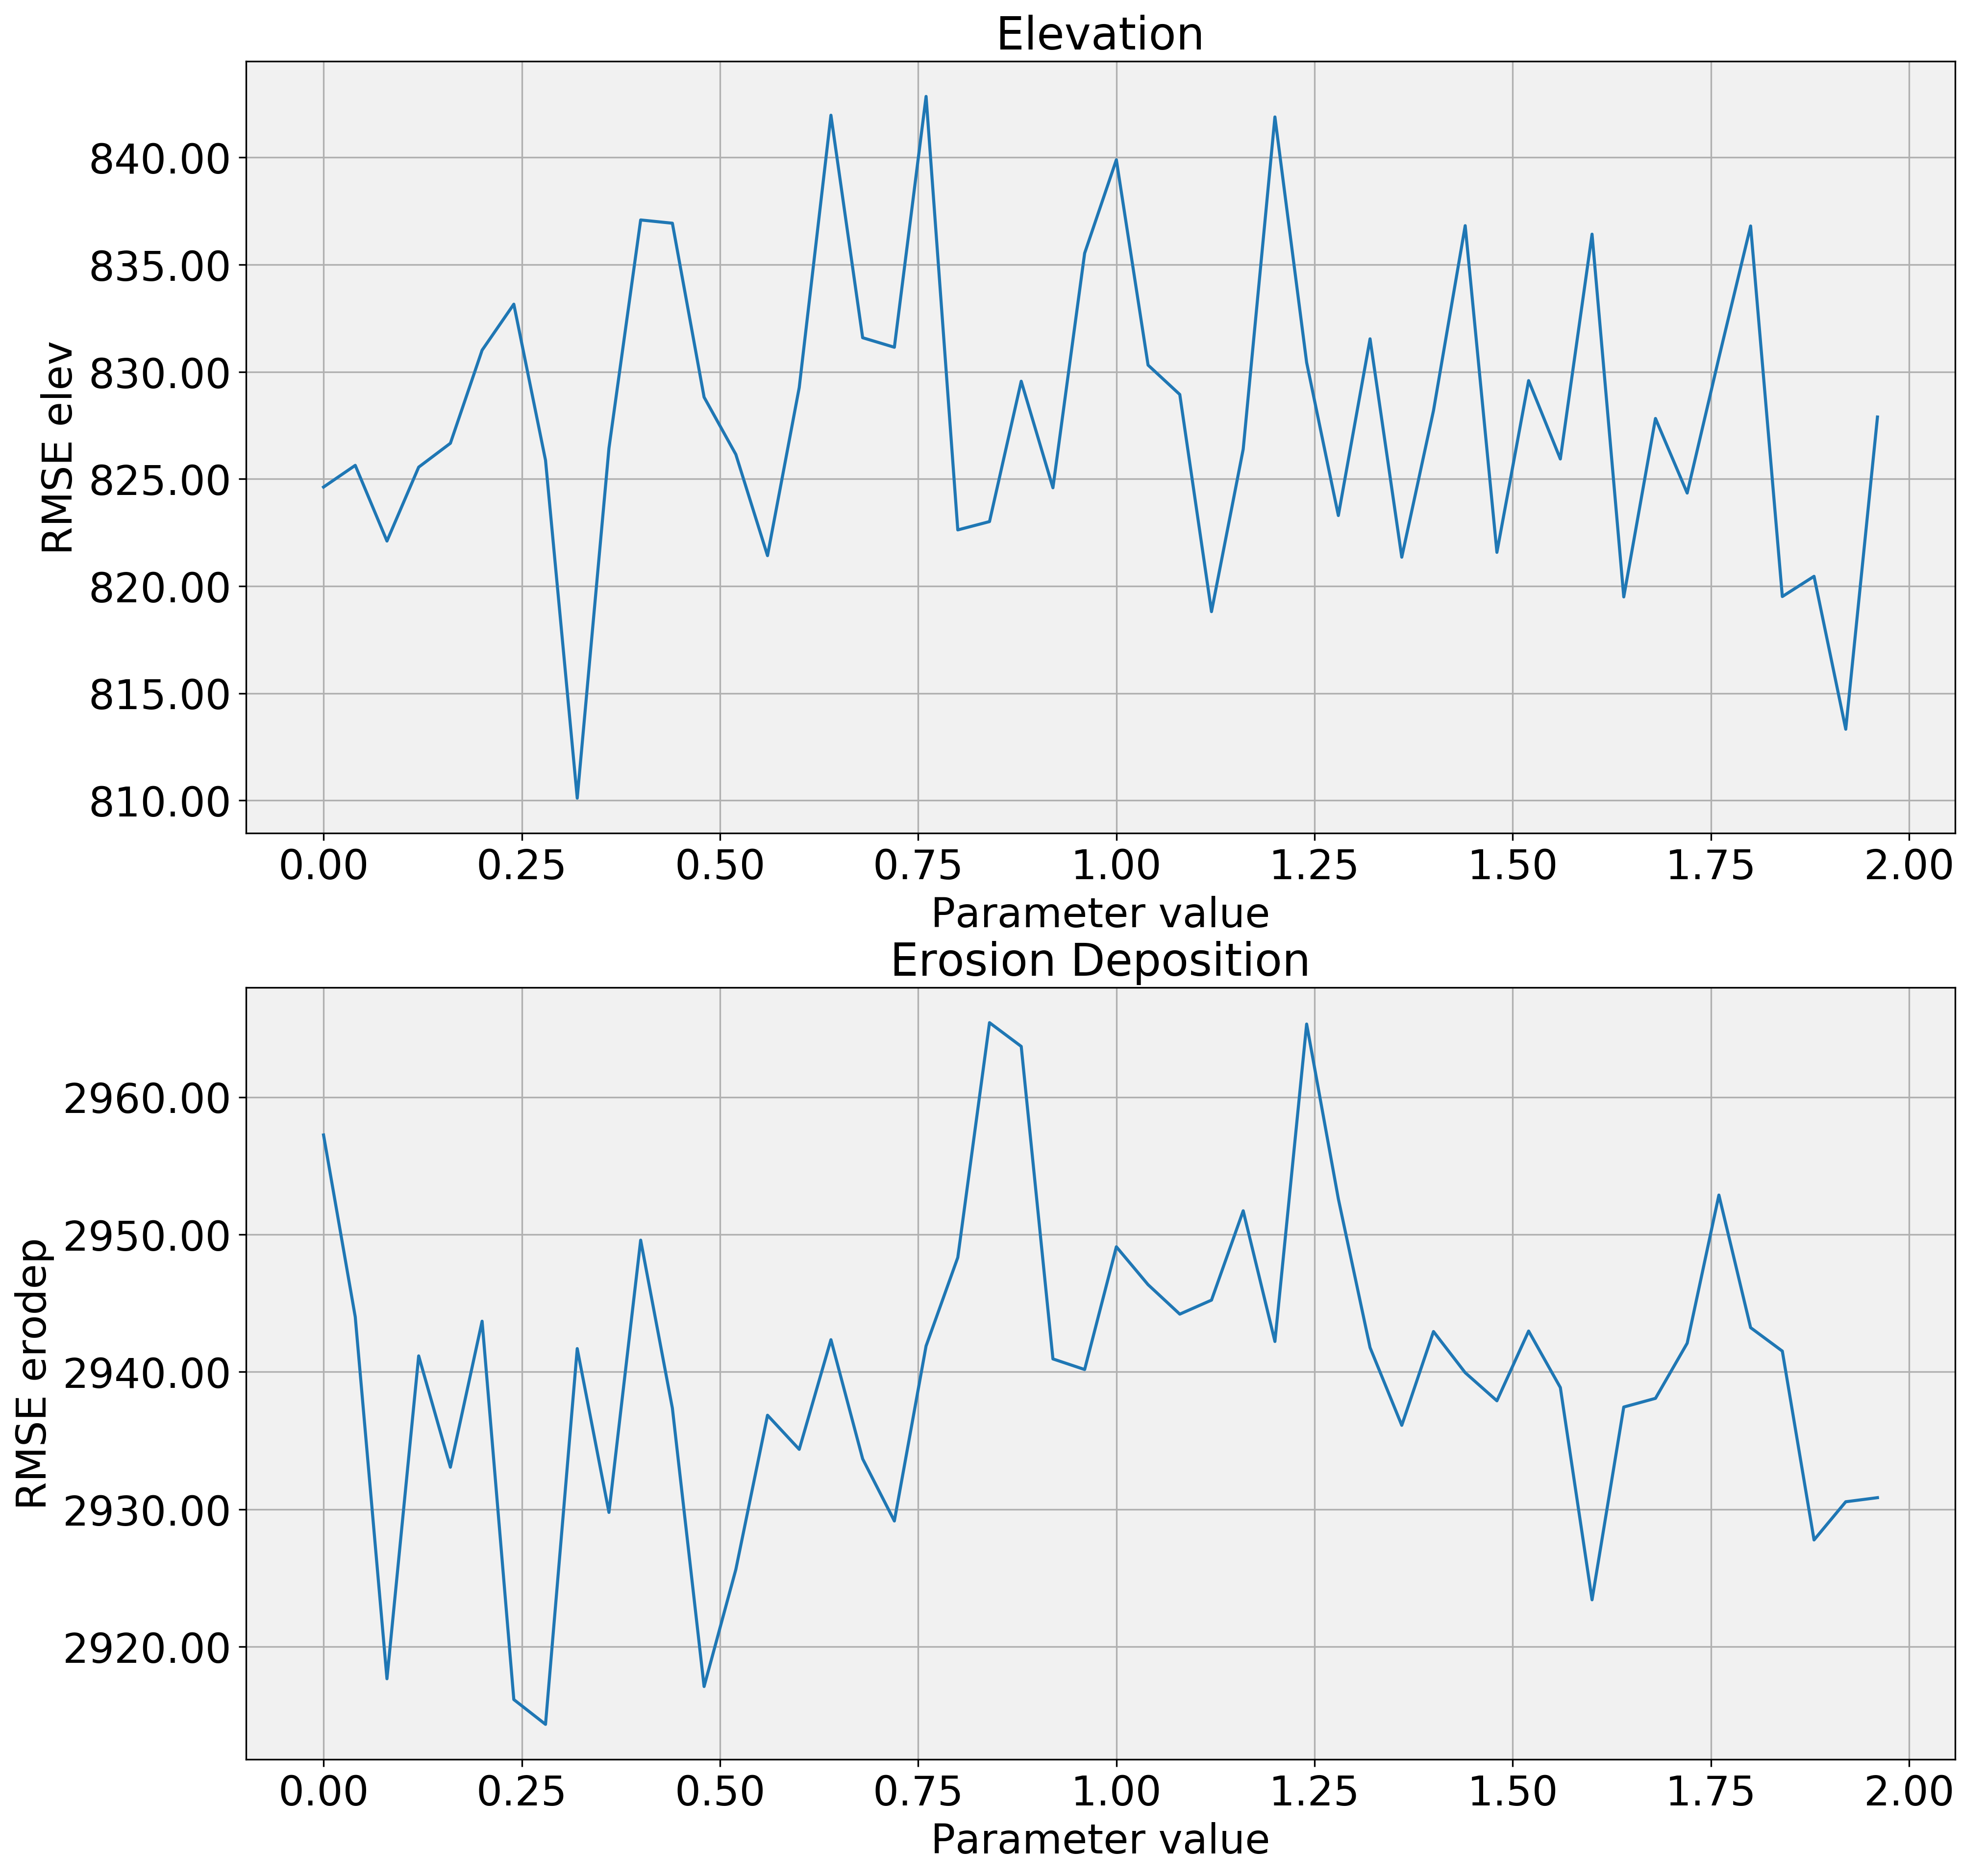 Elevation
RMSE elev
840.00
835.00
830.00
825.00
820.00
815.00
810.00
0.00 0.25 0.50 0.75 1.00 1.25 1.50 1.75 2.00
Parameter value
Erosion Deposition
RMSE erodep
2960.00
2950.00
2940.00
2930.00
2920.00
0.00 0.25 0.50 0.75 1.00 1.25 1.50 1.75 2.00
Parameter value